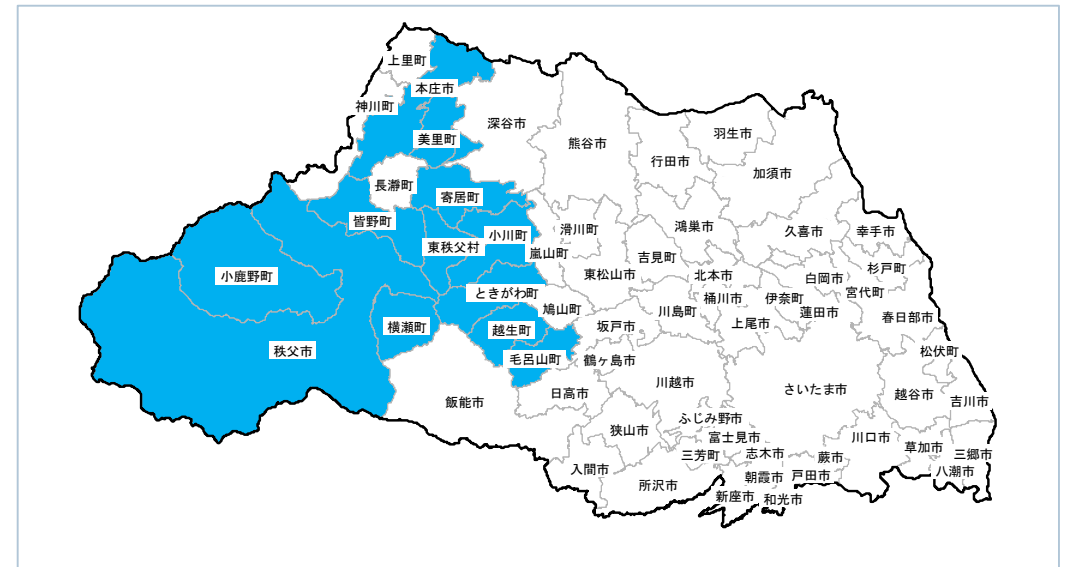 上里町
本庄市
神川町
深谷市
美里町
熊谷市
羽生市
行田市
加須市
長瀞町
寄居町
皆野町
小川町
滑川町
鴻巣市
久喜市
幸手市
東秩父村
嵐山町
吉見町
小鹿野町
東松山市
北本市
白岡市
杉戸町
ときがわ町
桶川市
伊奈町
宮代町
鳩山町
川島町
蓮田市
横瀬町
越生町
坂戸市
上尾市
春日部市
秩父市
毛呂山町
鶴ヶ島市
松伏町
川越市
さいたま市
日高市
越谷市
吉川市
飯能市
ふじみ野市
狭山市
富士見市
川口市
草加市
三芳町
志木市
蕨市
三郷市
入間市
朝霞市
戸田市
八潮市
所沢市
新座市
和光市